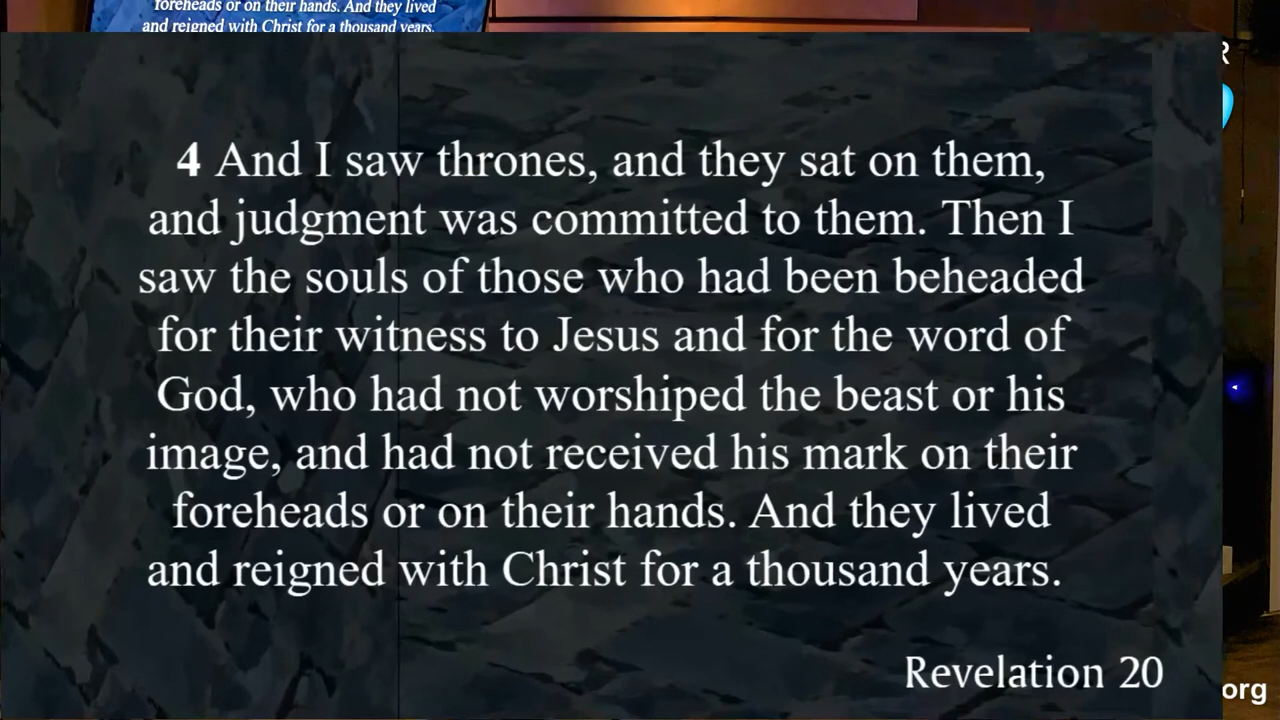 foreheads or on their hands. And they lived
and reigned with Christ for a thousand years.
R
4 And I saw thrones, and they sat on them,
and judgment was committed to them. Then I
saw the souls of those who had been beheaded
for their witness to Jesus and for the word of
God, who had not worshiped the beast or his
image, and had not received his mark on their
foreheads or on their hands. And they lived
and reigned with Christ for a thousand years.
Revelation 20
org